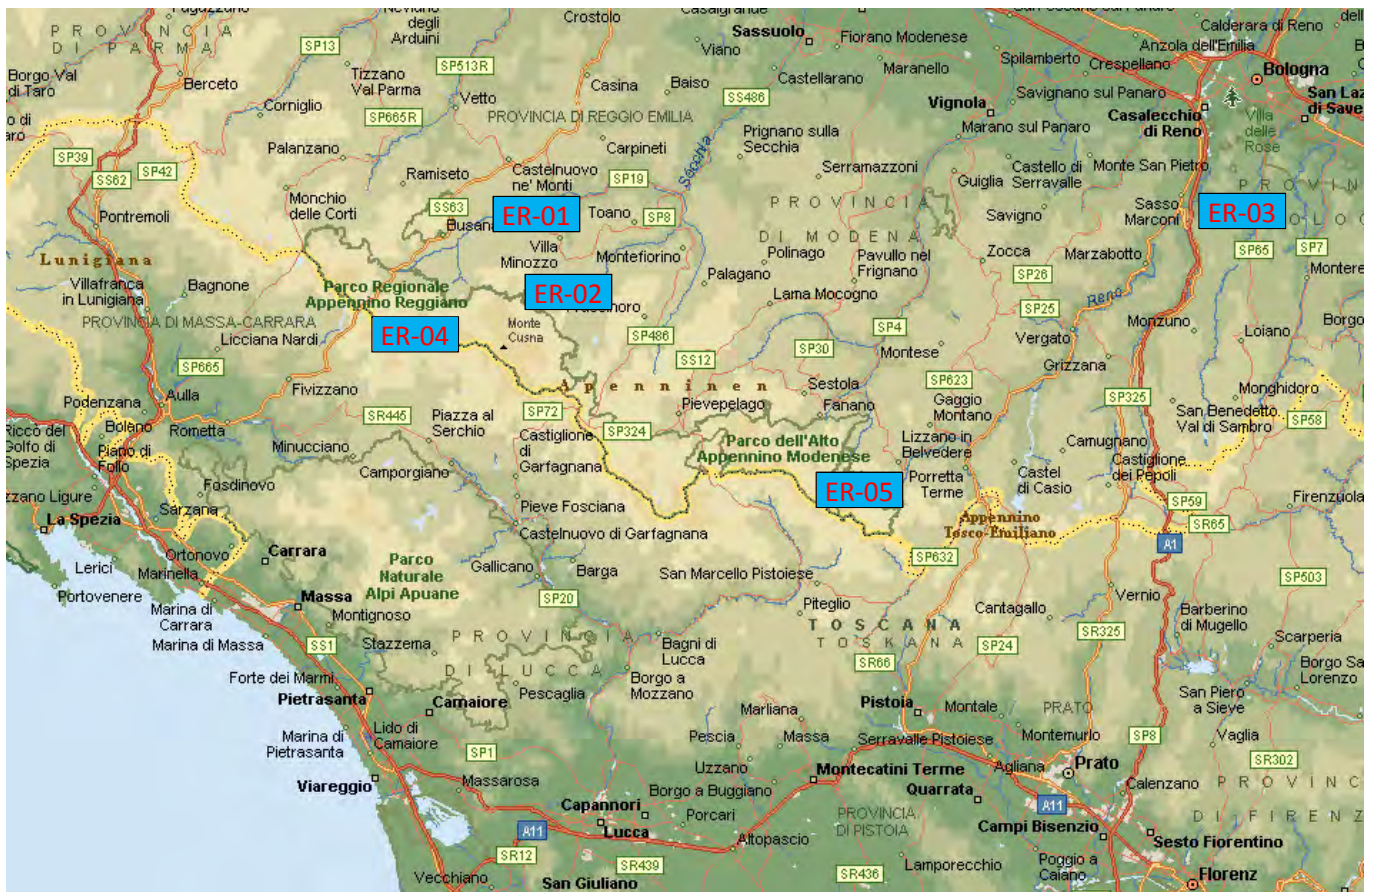 Crostolo
Casalgrande
degli
Arduini
PROVINCIA
DI PARMA
SP13
Sassuolo
Fiorano Modenese
Calderara di Reno
Viano
Anzola dell'Emilia
Borgo Val
di Taro
Berceto
Tizzano
Val Parma
SP513R
Casina
Baiso
Castellarano
Maranello
Spilamberto
Crespellano
Bologna
Corniglio
Vetto
SS486
Savignano sul Panaro
San Laz
di Save
SP665R
PROVINCIA DI REGGIO EMILIA
Vignola
Casalecchio
di Reno
Villa
delle
Rose
Palanzano
Carpineti
Prignano sulla
Secchia
Marano sul Panaro
Secchia
SP39
SP42
SS62
Ramiseto
Castelnuovo
ne' Monti
SP19
Serramazzoni
Castello di
Serravalle
Monte San Pietro
Guiglia
Monchio
delle Corti
SS63
ER-01
Toano
SP8
PROVINCIA
DI MODENA
Savigno
Sasso
Marconi
ER-03
Pontremoli
Busana
Villa
Minozzo
Montefiorino
Polinago
Pavullo nel
Frignano
Zocca
Marzabotto
SP65
SP7
Lunigiana
Villafranca
in Lunigiana
Bagnone
Parco Regionale
Appennino Reggiano
ER-02
Palagano
Lama Mocogno
SP26
Reno
SP25
Monzuno
Loiano
PROVINCIA DI MASSA-CARRARA
Licciana Nardi
ER-04
Monte
Cusna
SP486
SP4
Vergato
SS12
SP30
Montese
Grizzana
SP665
Fivizzano
Apenninen
Sestola
SP623
Monghidoro
Aulla
Podenzana
SR445
Piazza al
Serchio
SP72
Pievepelago
Fanano
Gaggio
Montano
SP325
San Benedetto
Val di Sambro
SP58
Bolano
Rometta
Ricco del
Golfo di
Spezia
Piano di
Follo
Minucciano
Castiglione
di
Garfagnana
SP324
Parco dell'Alto
Appennino Modenese
Lizzano in
Belvedere
Camugnano
Castiglione
dei Pepoli
Camporgiano
ER-05
Porretta
Terme
Castel
di Casio
Fosdinovo
SP59
Firenzuola
Sarzana
La Spezia
Pieve Fosciana
Appennino
Tosco-Emiliano
SR65
Castelnuovo di Garfagnana
A1
Ortonovo
Carrara
Lerici
Marinella
Parco
Naturale
Alpi Apuane
Gallicano
Barga
San Marcello Pistoiese
SP632
SP503
Portovenere
Massa
SP20
Vernio
Marina di
Carrara
Montignoso
Piteglio
Cantagallo
Barberino
di Mugello
Marina di Massa
SS1
Stazzema
PROVINCIA
DI LUCCA
TOSCANA
TOSKANA
SR325
Scarperia
Bagni di
Lucca
SR66
SP24
Forte dei Marmi
Borgo a
Mozzano
Borgo Sa
Lorenzo
Pietrasanta
Camaiore
Pescaglia
Pistoia
Montale
PRATO
San Piero
a Sieve
Marliana
Lido di
Camaiore
Marina di
Pietrasanta
SP1
Pescia
Massa
Serravalle Pistoiese
Montemurlo
SP8
Vaglia
Uzzano
Montecatini Terme
Agliana
Prato
SR302
Viareggio
Massarosa
Borgo a Buggiano
Quarrata
Calenzano
PROVINC
DI FIRENZ
Capannori
Porcari
PROVINCIA
DI PISTOIA
A11
A11
Lucca
Altopascio
Campi Bisenzio
Sesto Fiorentino
SR12
SR439
SR436
Lamporecchio
Poggio a
Caiano
Vecchiano
San Giuliano
Florenz